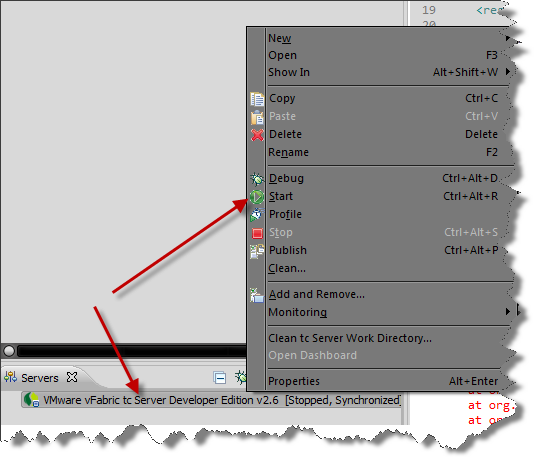 19 <re
20
New
Open F3
Show In Alt+Shift+W
Copy Ctrl+C
Paste Ctrl+V
Delete Delete
Rename F2
Debug Ctrl+Alt+D
Start Ctrl+Alt+R
Profile
Stop Ctrl+Alt+S
Publish Ctrl+Alt+P
Clean...
Add and Remove...
Monitoring
Clean tc Server Work Directory...
Open Dashboard
Properties Alt+Enter
Servers
VMware vFabric tc Server Developer Edition v2.6 [Stopped, Synchronized]
at org.
at org